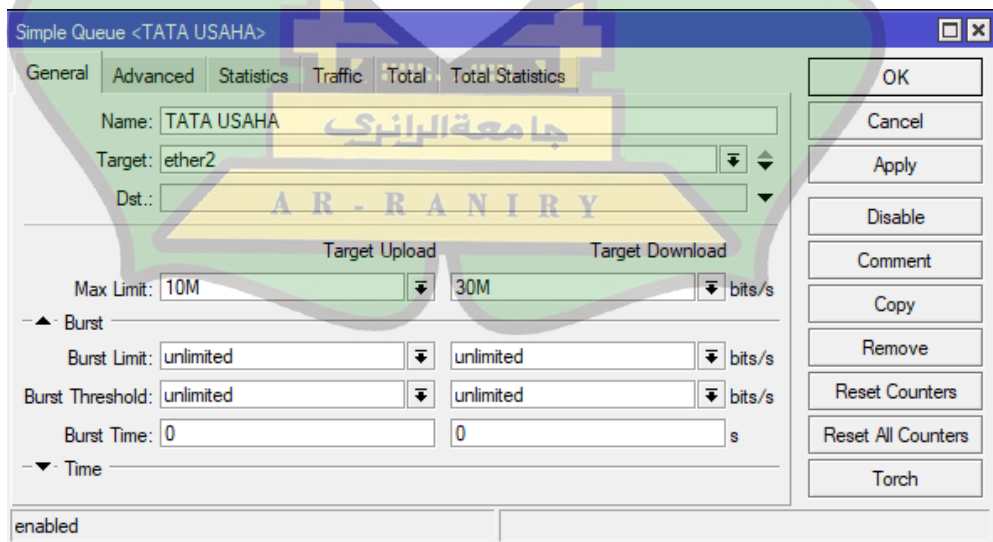 Simple Queue <TATA USAHA>
General Advanced Statistics Traffic Total Total Statistics
Name: TATA USAHA
Target: ether2
Dst.:
Target Upload Target Download
Max Limit: 10M 30M bits/s
Burst
Burst Limit: unlimited unlimited bits/s
Burst Threshold: unlimited unlimited bits/s
Burst Time: 0 0 s
Time
enabled
OK
Cancel
Apply
Disable
Comment
Copy
Remove
Reset Counters
Reset All Counters
Torch
جامعة الرانري
AR-RANIRY